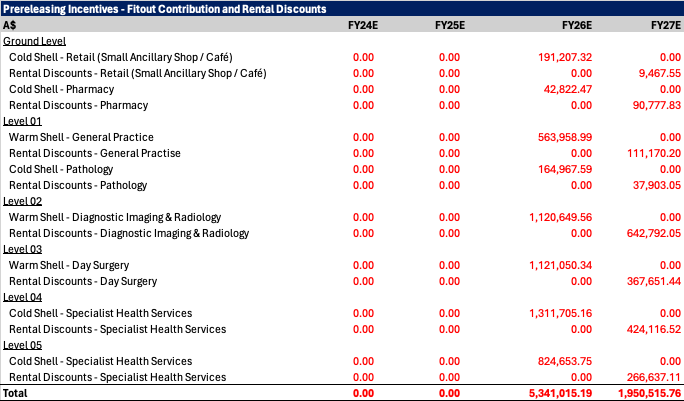 Prereleasing Incentives - Fitout Contribution and Rental Discounts
A$ FY24E FY25E FY26E FY27E
Ground Level
Cold Shell - Retail (Small Ancillary Shop / Café) 0.00 0.00 191,207.32 0.00
Rental Discounts - Retail (Small Ancillary Shop / Café) 0.00 0.00 0.00 9,467.55
Cold Shell - Pharmacy 0.00 0.00 42,822.47 0.00
Rental Discounts - Pharmacy 0.00 0.00 0.00 90,777.83
Level 01
Warm Shell - General Practice 0.00 0.00 563,958.99 0.00
Rental Discounts - General Practise 0.00 0.00 0.00 111,170.20
Cold Shell - Pathology 0.00 0.00 164,967.59 0.00
Rental Discounts - Pathology 0.00 0.00 0.00 37,903.05
Level 02
Warm Shell - Diagnostic Imaging & Radiology 0.00 0.00 1,120,649.56 0.00
Rental Discounts - Diagnostic Imaging & Radiology 0.00 0.00 0.00 642,792.05
Level 03
Warm Shell - Day Surgery 0.00 0.00 1,121,050.34 0.00
Rental Discounts - Day Surgery 0.00 0.00 0.00 367,651.44
Level 04
Cold Shell - Specialist Health Services 0.00 0.00 1,311,705.16 0.00
Rental Discounts - Specialist Health Services 0.00 0.00 0.00 424,116.52
Level 05
Cold Shell - Specialist Health Services 0.00 0.00 824,653.75 0.00
Rental Discounts - Specialist Health Services 0.00 0.00 0.00 266,637.11
Total 0.00 0.00 5,341,015.19 1,950,515.76